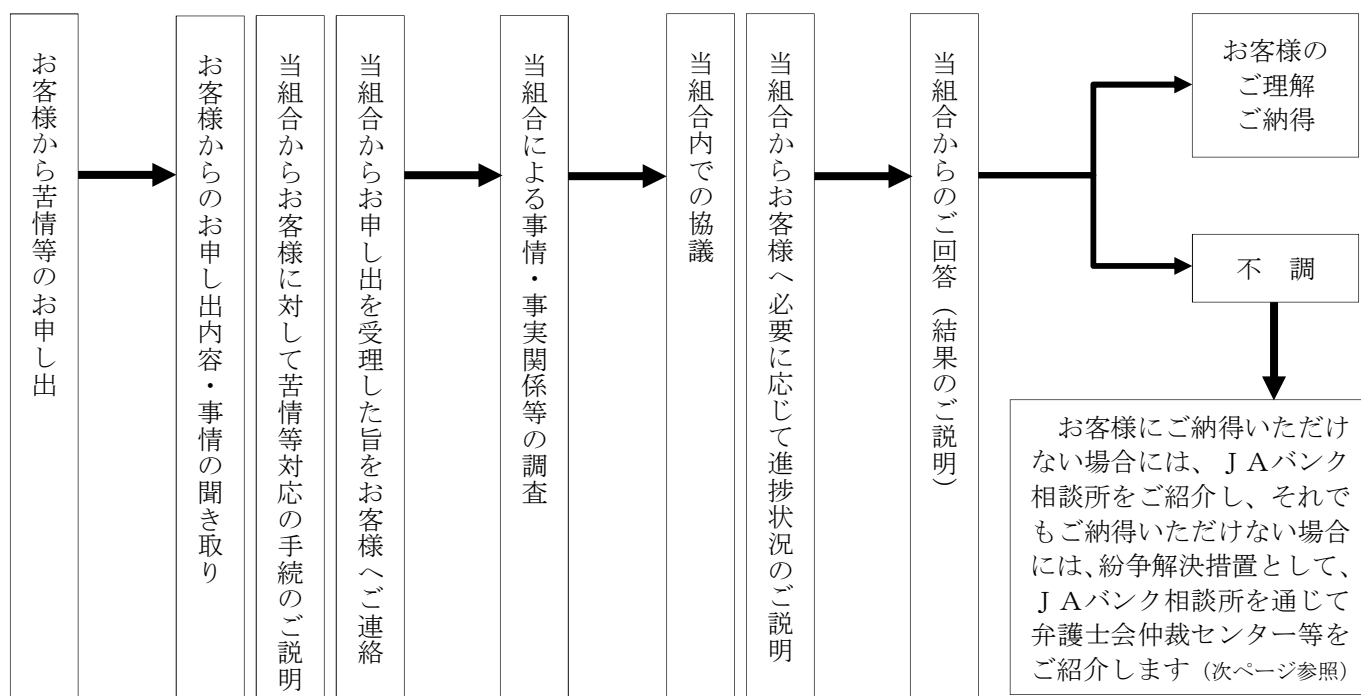 お客様から苦情等のお申し出
お客様からのお申し出内容・事情の聞き取り
当組合からお客様に対して苦情等対応の手続のご説明
当組合からお申し出を受理した旨をお客様へご連絡
当組合による事情・事実関係等の調査
当組合内での協議
当組合からお客様へ必要に応じて進捗状況のご説明
当組合からのご回答（結果のご説明）
お客様の
ご理解
ご納得
不　調
　お客様にご納得いただけ
ない場合には、ＪＡバンク
相談所をご紹介し、それで
もご納得いただけない場合
には、紛争解決措置として、
ＪＡバンク相談所を通じて
弁護士会仲裁センター等を
ご紹介します（次ページ参照）